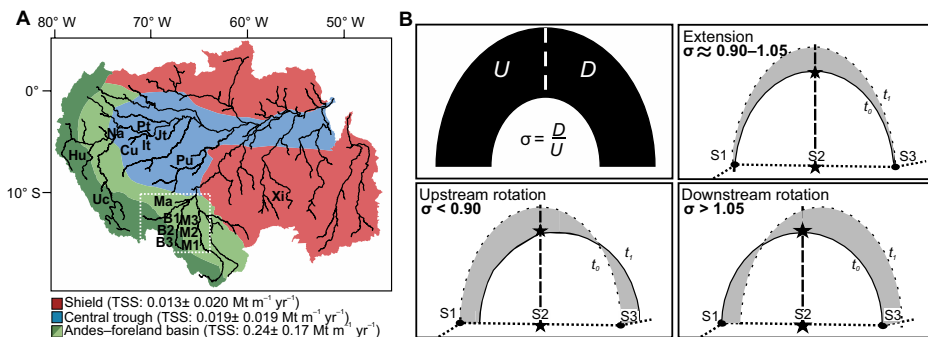 A
80° W
70° W
60° W
50° W
0°
10° S
Na
Pt
Jt
It
Cu
Hu
Pu
Uc
Ma
Xi
B1
M3
B2
M2
B3
M1
Shield (TSS: 0.013± 0.020 Mt m⁻¹ yr⁻¹)
Central trough (TSS: 0.019± 0.019 Mt m⁻¹ yr⁻¹)
Andes–foreland basin (TSS: 0.24± 0.17 Mt m⁻¹ yr⁻¹)
B
U
D
σ = D/U
Extension
σ ≈ 0.90–1.05
t₁
t₀
S1
S2
S3
Upstream rotation
σ < 0.90
t₀
t₁
S1
S2
S3
Downstream rotation
σ > 1.05
t₀
t₁
S1
S2
S3